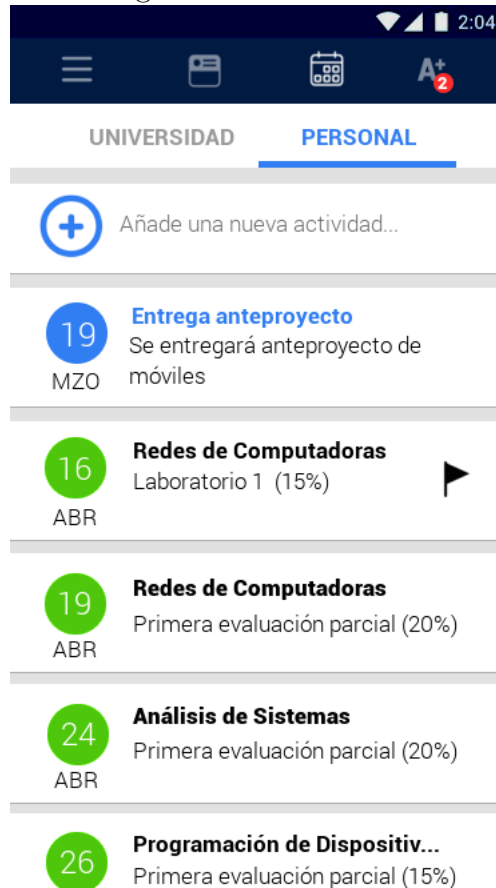 2:04
A+
2
UNIVERSIDAD
PERSONAL
Añade una nueva actividad...
19
MZO
Entrega anteproyecto
Se entregará anteproyecto de
móviles
16
ABR
Redes de Computadoras
Laboratorio 1 (15%)
19
ABR
Redes de Computadoras
Primera evaluación parcial (20%)
24
ABR
Análisis de Sistemas
Primera evaluación parcial (20%)
26
Programación de Dispositiv...
Primera evaluación parcial (15%)